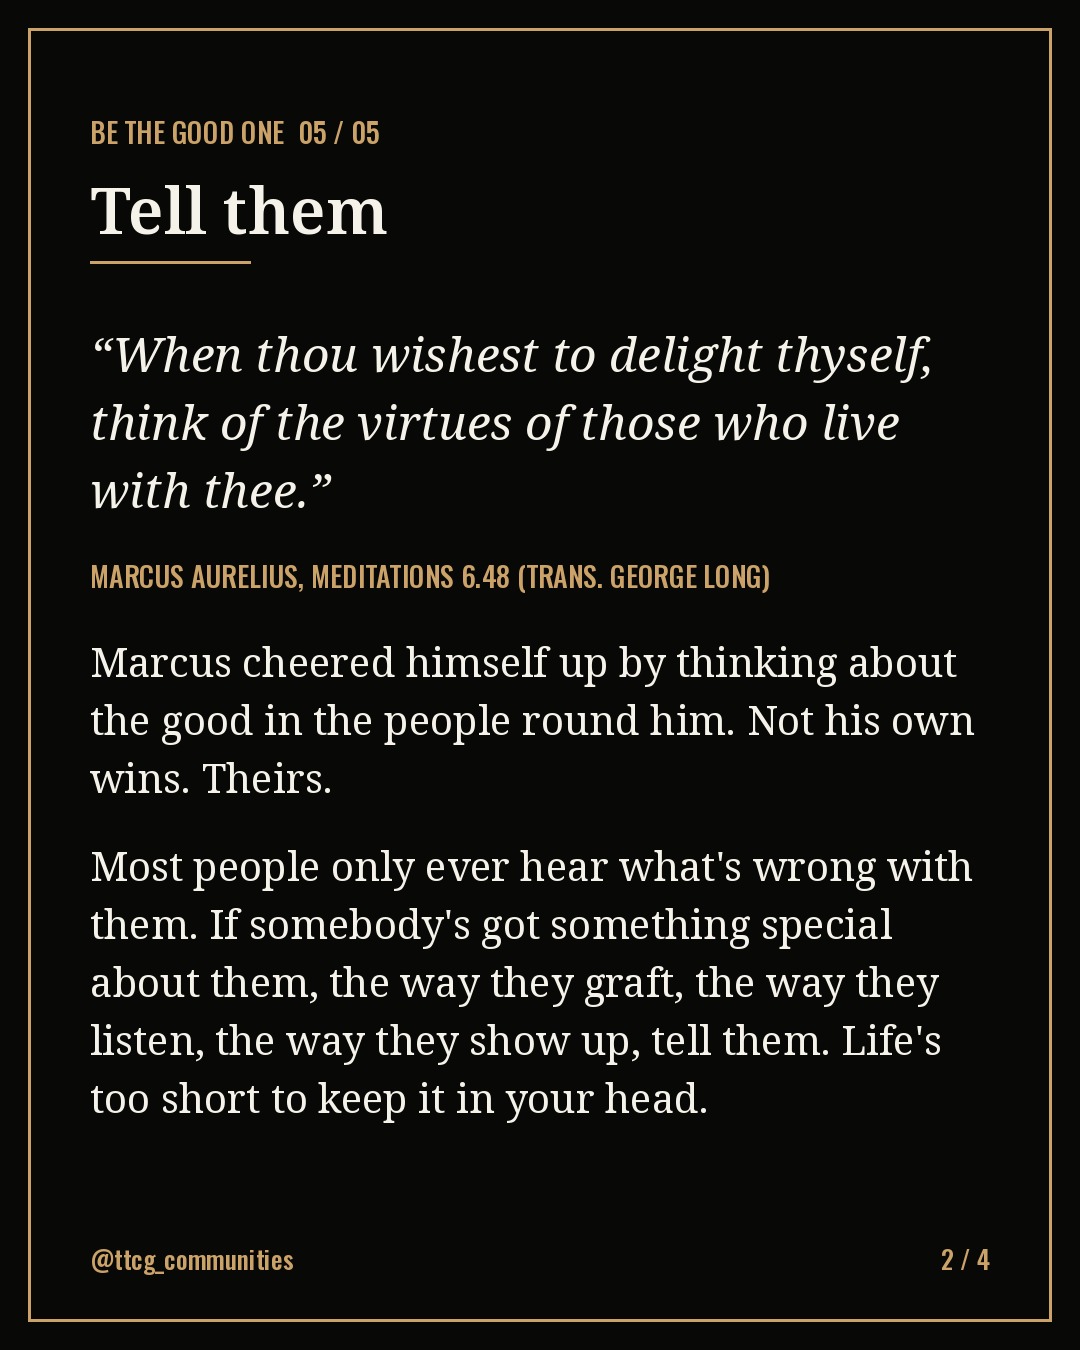 BE THE GOOD ONE 05 / 05
Tell them
“When thou wishest to delight thyself,
think of the virtues of those who live
with thee.”
MARCUS AURELIUS, MEDITATIONS 6.48 (TRANS. GEORGE LONG)
Marcus cheered himself up by thinking about
the good in the people round him. Not his own
wins. Theirs.
Most people only ever hear what's wrong with
them. If somebody's got something special
about them, the way they graft, the way they
listen, the way they show up, tell them. Life's
too short to keep it in your head.
@ttcg_communities
2 / 4